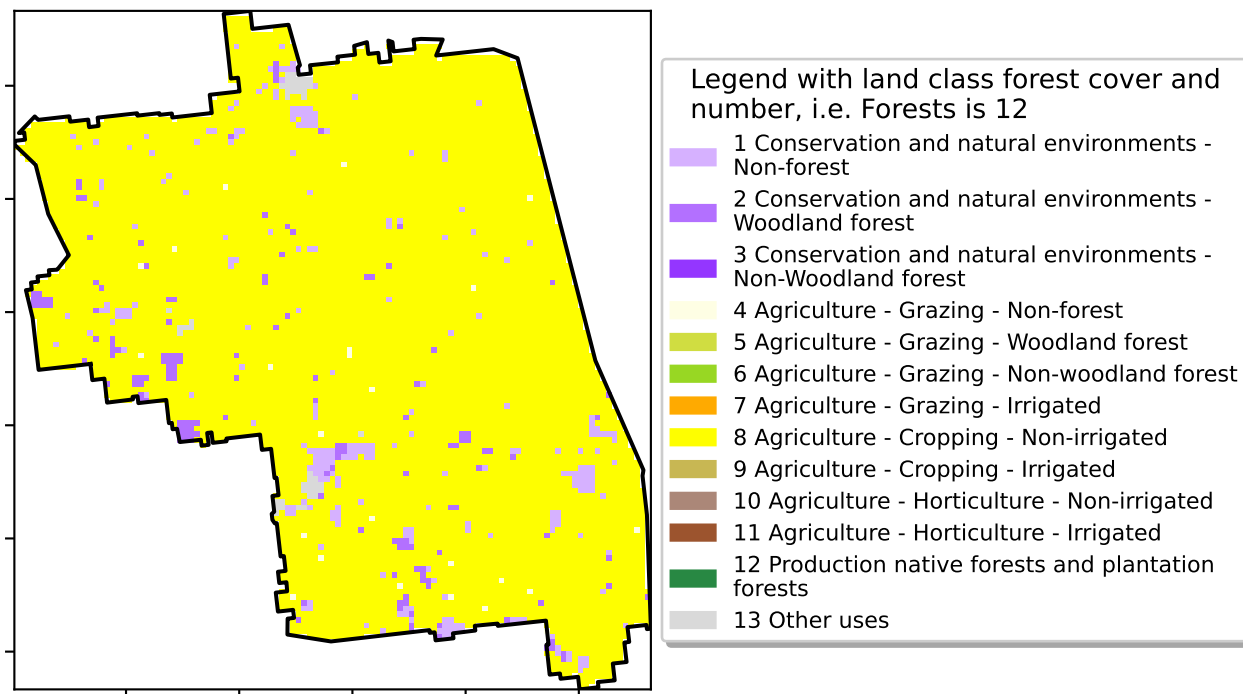 Legend with land class forest cover and
number, i.e. Forests is 12
1 Conservation and natural environments -
Non-forest
2 Conservation and natural environments -
Woodland forest
3 Conservation and natural environments -
Non-Woodland forest
4 Agriculture - Grazing - Non-forest
5 Agriculture - Grazing - Woodland forest
6 Agriculture - Grazing - Non-woodland forest
7 Agriculture - Grazing - Irrigated
8 Agriculture - Cropping - Non-irrigated
9 Agriculture - Cropping - Irrigated
10 Agriculture - Horticulture - Non-irrigated
11 Agriculture - Horticulture - Irrigated
12 Production native forests and plantation
forests
13 Other uses